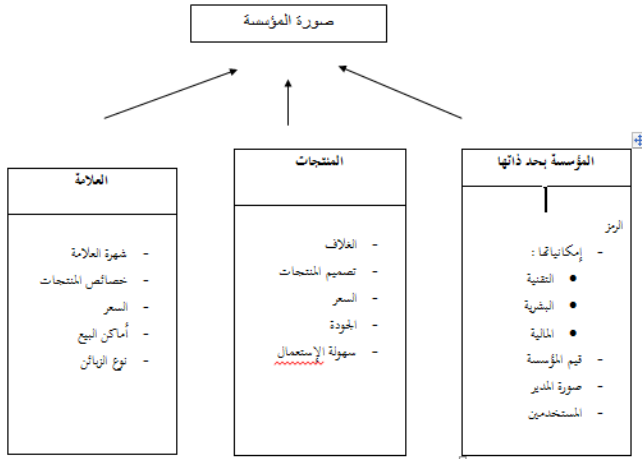 صورة المؤسسة
المؤسسة بحد ذاتها
الرمز
- إمكانياتها :
● التقنية
● البشرية
● المالية
- قيم المؤسسة
- صورة المدير
- المستخدمين
المنتجات
- الغلاف
- تصميم المنتجات
- السعر
- الجودة
- سهولة الإستعمال
العلامة
- شهرة العلامة
- خصائص المنتجات
- السعر
- أماكن البيع
- نوع الزبائن